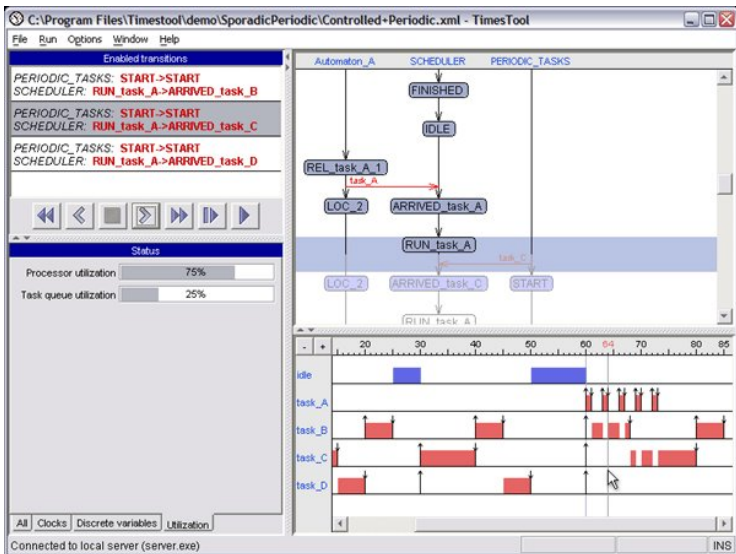 C:\Program Files\Timestool\demo\SporadicPeriodic\Controlled+Periodic.xml - TimesTool
File Run Options Window Help
Enabled transitions
PERIODIC_TASKS: START->START
SCHEDULER: RUN_task_A->ARRIVED_task_B
PERIODIC_TASKS: START->START
SCHEDULER: RUN_task_A->ARRIVED_task_C
PERIODIC_TASKS: START->START
SCHEDULER: RUN_task_A->ARRIVED_task_D
Status
Processor utilization 75%
Task queue utilization 25%
All Clocks Discrete variables Utilization
Automaton_A SCHEDULER PERIODIC_TASKS
FINISHED
IDLE
REL_task_A_1
task_A
LOC_2 ARRIVED_task_A
RUN_task_A
task_C
LOC_2 ARRIVED_task_C START
RUN_task_A
- + 20 30 40 50 60 64 70 80 85
idle
task_A
task_B
task_C
task_D
Connected to local server (server.exe) INS